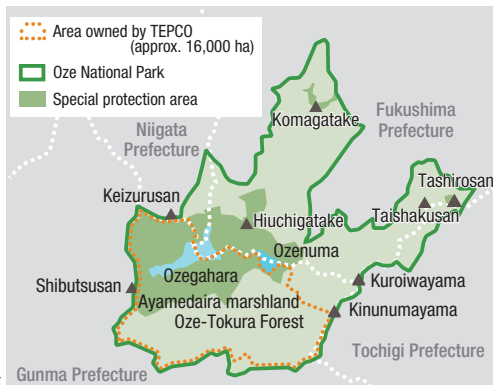 Area owned by TEPCO
(approx. 16,000 ha)
Oze National Park
Special protection area
Komagatake
Fukushima
Prefecture
Niigata
Prefecture
Tashirosan
Keizurusan
Hiuchigatake
Taishakusan
Ozenuma
Ozegahara
Kuroiwayama
Shibutsusan
Ayamedaira marshland
Kinunumayama
Oze-Tokura Forest
Tochigi Prefecture
Gunma Prefecture